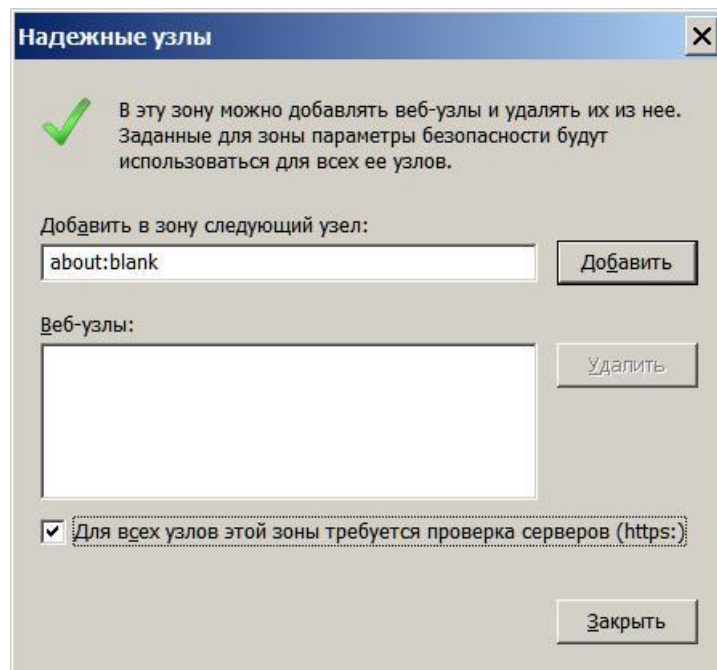 Надежные узлы
В эту зону можно добавлять веб-узлы и удалять их из нее.
Заданные для зоны параметры безопасности будут
использоваться для всех ее узлов.
Добавить в зону следующий узел:
about:blank
Добавить
Веб-узлы:
Удалить
Для всех узлов этой зоны требуется проверка серверов (https:)
Закрыть